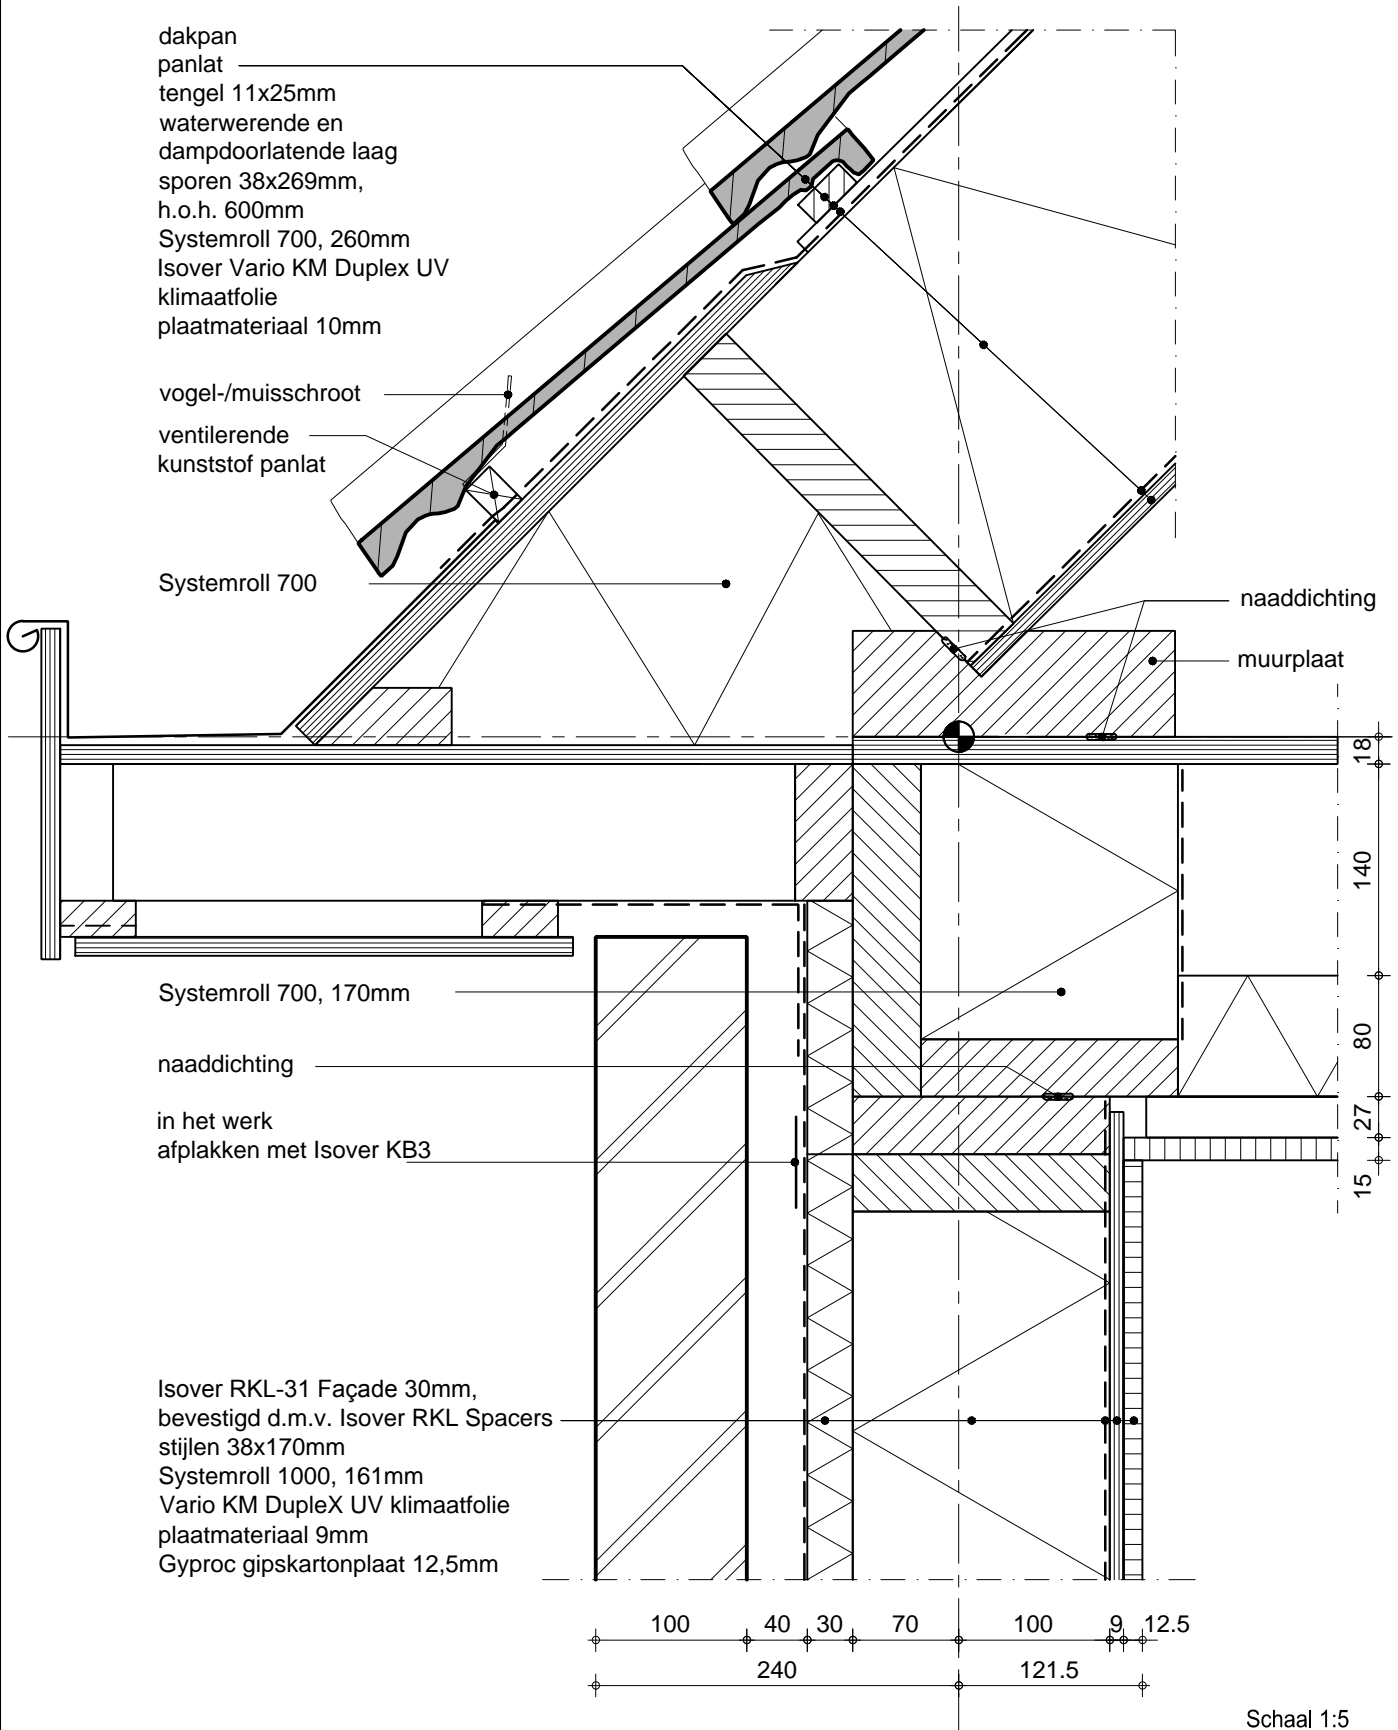 dakpan
panlat
tengel 11x25mm
waterwerende en
dampdoorlatende laag
sporen 38x269mm,
h.o.h. 600mm
Systemroll 700, 260mm
Isover Vario KM Duplex UV
klimaatfolie
plaatmateriaal 10mm
vogel-/muisschroot
ventilerende
kunststof panlat
Systemroll 700
naaddichting
muurplaat
18
140
80
27
15
Systemroll 700, 170mm
naaddichting
in het werk
afplakken met Isover KB3
Isover RKL-31 Façade 30mm,
bevestigd d.m.v. Isover RKL Spacers
stijlen 38x170mm
Systemroll 1000, 161mm
Vario KM DupleX UV klimaatfolie
plaatmateriaal 9mm
Gyproc gipskartonplaat 12,5mm
100 40 30 70 100 9 12.5
240 121.5
Schaal 1:5